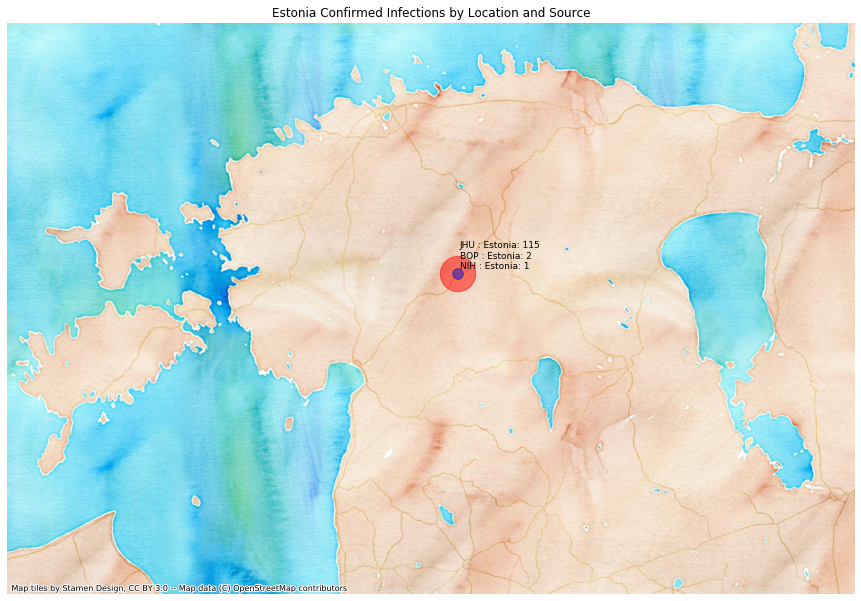 Estonia Confirmed Infections by Location and Source
JHU : Estonia: 115
BOP : Estonia: 2
NIH : Estonia: 1
Map tiles by Stamen Design, CC BY 3.0 -- Map data (C) OpenStreetMap contributors